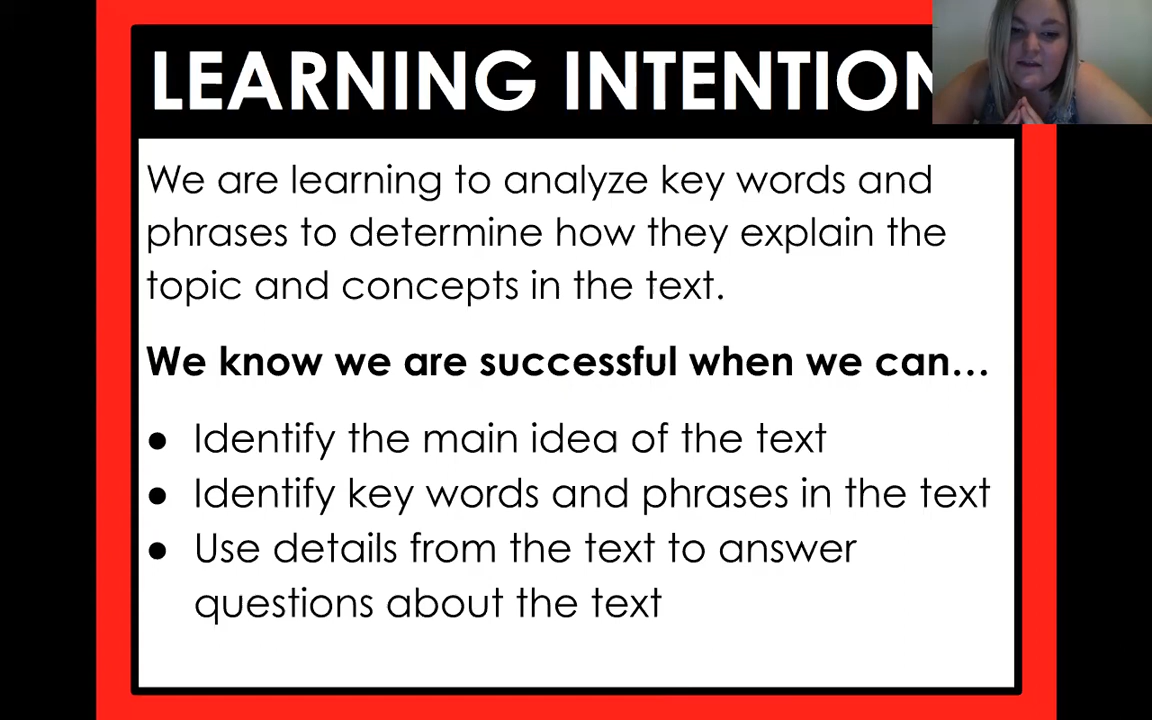 LEARNING INTENTION
We are learning to analyze key words and
phrases to determine how they explain the
topic and concepts in the text.
We know we are successful when we can...
● Identify the main idea of the text
● Identify key words and phrases in the text
● Use details from the text to answer
questions about the text